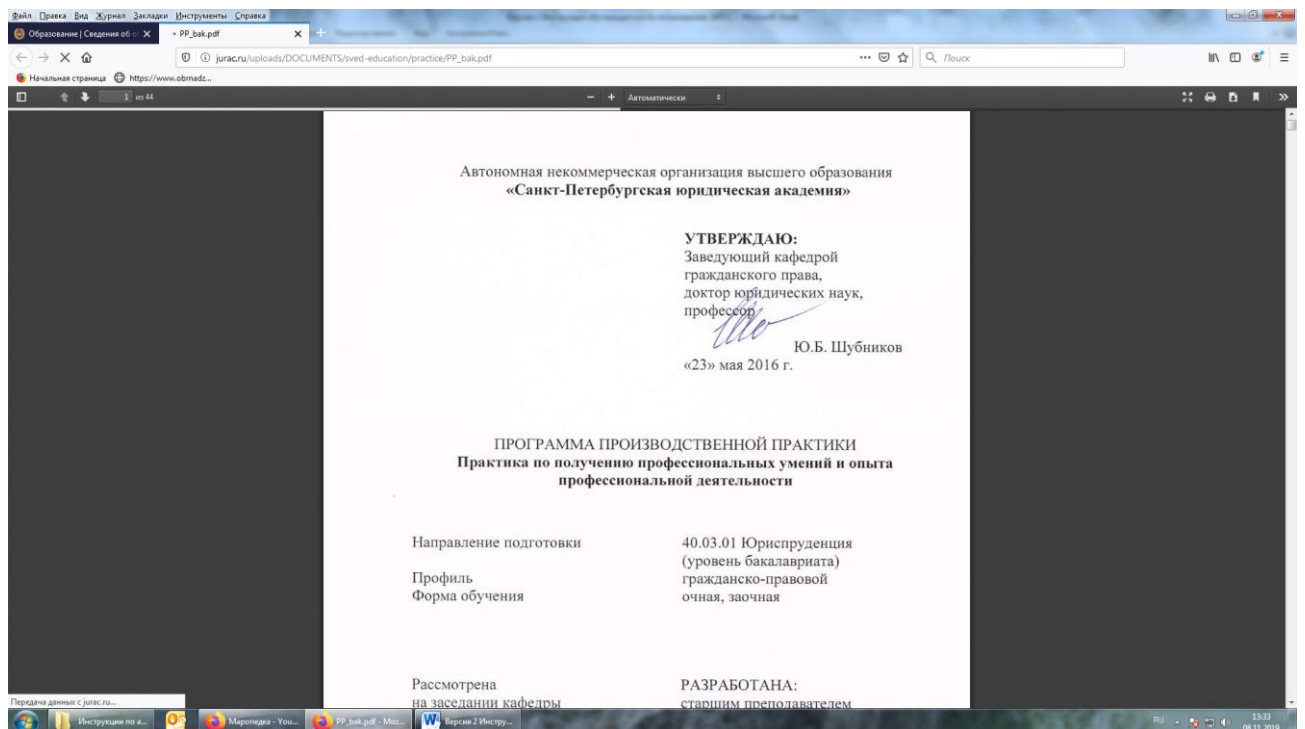 Файл Правка Вид Журнал Закладки Инструменты Справка
Образование | Сведения об о
PP_bak.pdf
jurac.ru/uploads/DOCUMENTS/sved-education/practice/PP_bak.pdf
Поиск
Начальная страница
https://www.obrnadz...
1 из 44
Автоматически
Автономная некоммерческая организация высшего образования
«Санкт-Петербургская юридическая академия»
УТВЕРЖДАЮ:
Заведующий кафедрой
гражданского права,
доктор юридических наук,
профессор
Ю.Б. Шубников
«23» мая 2016 г.
ПРОГРАММА ПРОИЗВОДСТВЕННОЙ ПРАКТИКИ
Практика по получению профессиональных умений и опыта
профессиональной деятельности
Направление подготовки 40.03.01 Юриспруденция
(уровень бакалавриата)
Профиль гражданско-правовой
Форма обучения очная, заочная
Рассмотрена РАЗРАБОТАНА:
на заседании кафедры старшим преподавателем
Передача данных с jurac.ru...
Инструкции по а...
Маропедка - You...
PP_bak.pdf - Moz...
Версия 2 Инстру...
RU
13:33
08.11.2019